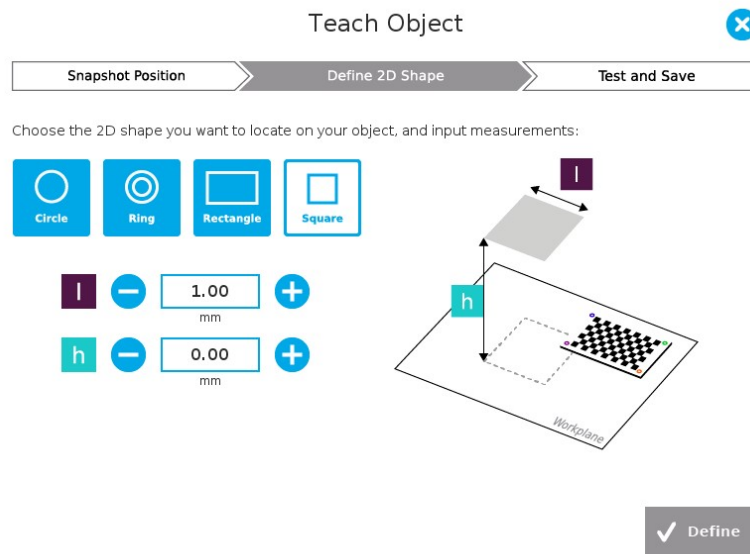 Teach Object
Snapshot Position
Define 2D Shape
Test and Save
Choose the 2D shape you want to locate on your object, and input measurements:
Circle
Ring
Rectangle
Square
l
1.00
mm
h
0.00
mm
l
h
Workplane
Define